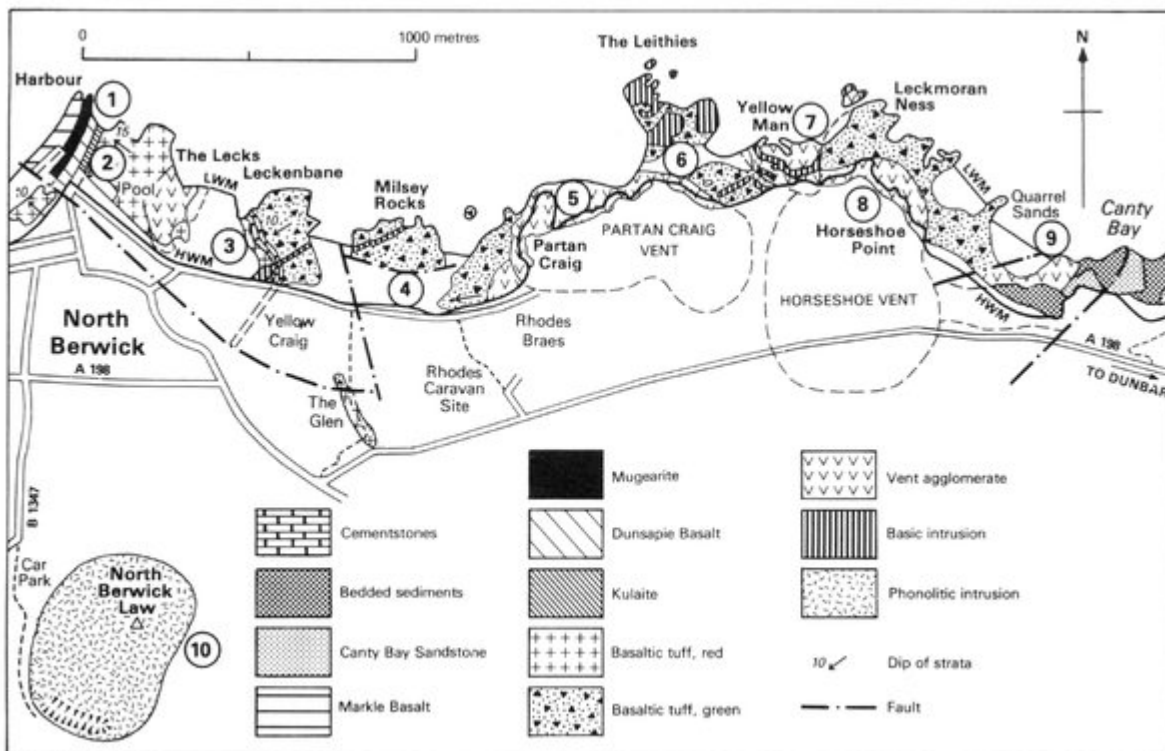 0
1000 metres
The Leithies
N
Harbour
1
Leckmoran
Ness
Yellow
Man
7
15
The Lecks
2
Pool
LWM
Leckenbane
6
LWM
Milsey
Rocks
5
10
10
Quarrel
Sands
Canty
Bay
3
8
9
HWM
Partan
Craig
PARTAN CRAIG
VENT
Horseshoe
Point
4
HORSESHOE VENT
HWM
North
Berwick
Yellow
Craig
Rhodes
Braes
A 198
A 198
TO DUNBAR
Rhodes
Caravan
Site
The
Glen
B 1347
Car
Park
North
Berwick
Law
10
Cementstones
Bedded sediments
Canty Bay Sandstone
Markle Basalt
Mugearite
Dunsapie Basalt
Kulaite
Basaltic tuff, red
Basaltic tuff, green
Vent agglomerate
Basic intrusion
Phonolitic intrusion
10
Dip of strata
Fault